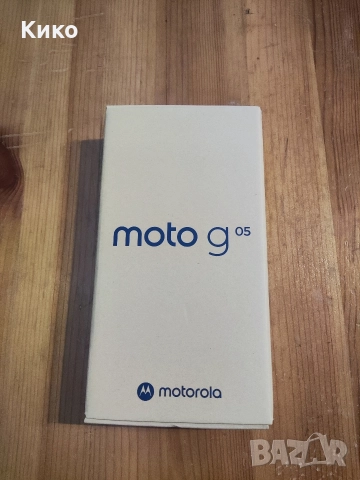 Кико
moto g 05
motorola
BAZAR